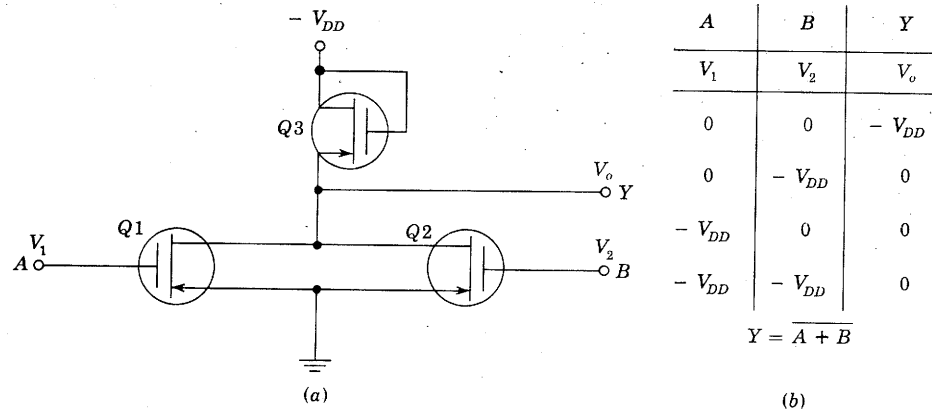 − V_DD
Q3
V_o
Y
Q1
Q2
V_1
A
V_2
B
(a)
A B Y
V_1 V_2 V_o
0 0 − V_DD
0 − V_DD 0
− V_DD 0 0
− V_DD − V_DD 0
Y = \overline{A + B}
(b)